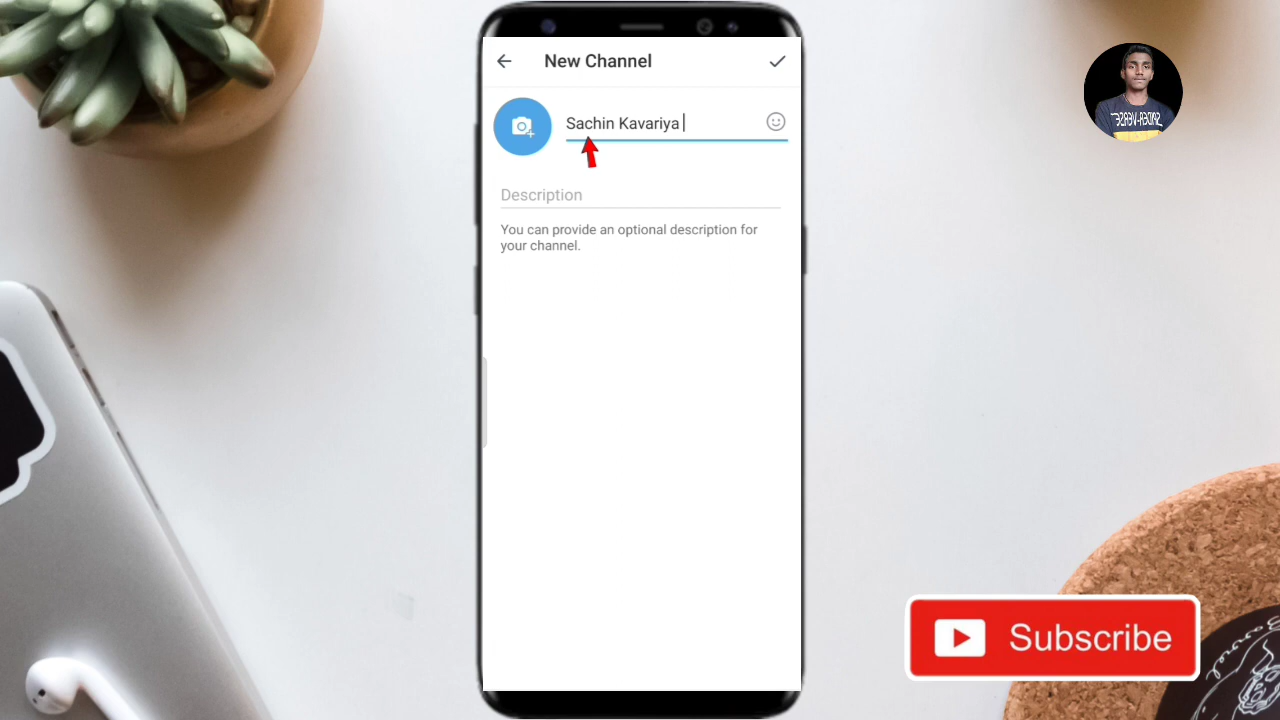 New Channel
Sachin Kavariya
Description
You can provide an optional description for
your channel.
Subscribe